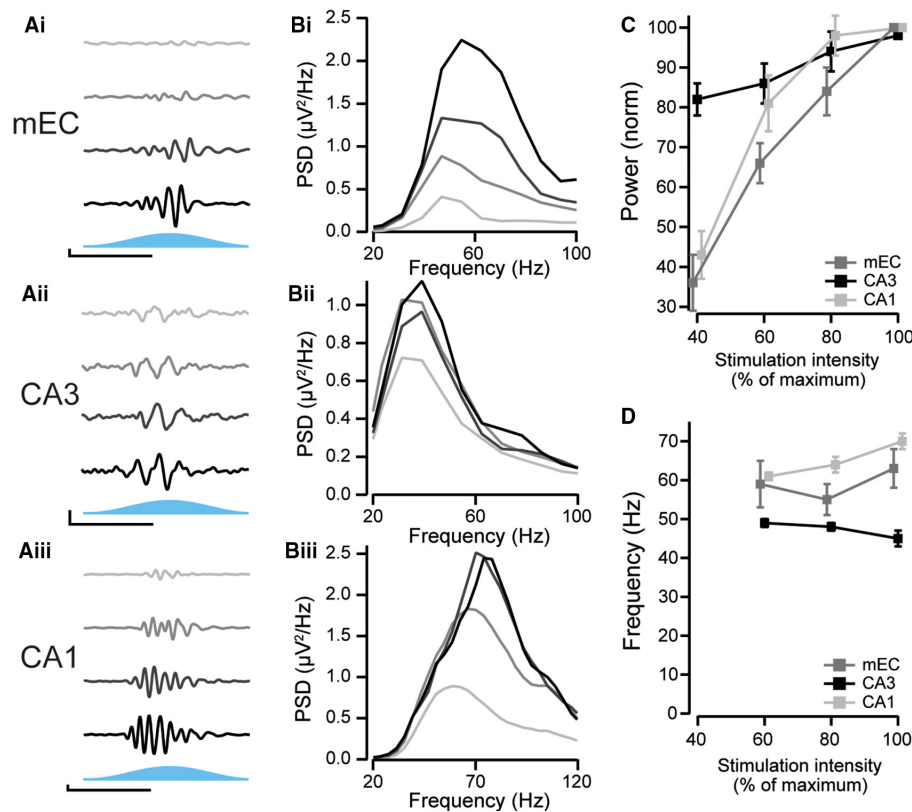 Ai
mEC
Aii
CA3
Aiii
CA1
Bi
PSD (µV²/Hz)
2.5
2.0
1.5
1.0
0.5
0.0
20 60 100
Frequency (Hz)
Bii
PSD (µV²/Hz)
1.0
0.8
0.6
0.4
0.2
0.0
20 60 100
Frequency (Hz)
Biii
PSD (µV²/Hz)
2.5
2.0
1.5
1.0
0.5
0.0
20 70 120
Frequency (Hz)
C
Power (norm)
100
90
80
70
60
50
40
30
mEC
CA3
CA1
40 60 80 100
Stimulation intensity
(% of maximum)
D
Frequency (Hz)
70
60
50
40
30
20
10
0
mEC
CA3
CA1
40 60 80 100
Stimulation intensity
(% of maximum)